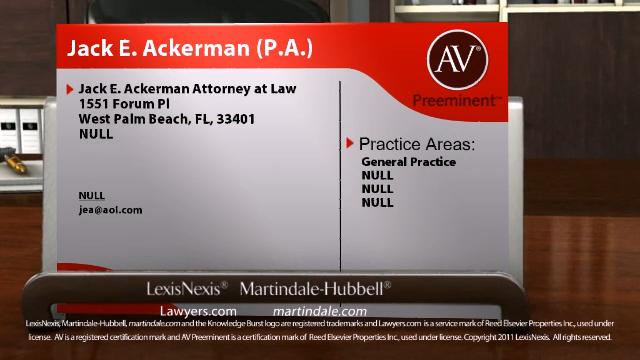 Jack E. Ackerman (P.A.)
AV®
Preeminent™
Jack E. Ackerman Attorney at Law
1551 Forum Pl
West Palm Beach, FL, 33401
NULL
Practice Areas:
General Practice
NULL
NULL
NULL
NULL
jea@aol.com
LexisNexis® Martindale-Hubbell®
Lawyers.com martindale.com
LexisNexis, Martindale-Hubbell, martindale.com and the Knowledge Burst logo are registered trademarks and Lawyers.com is a service mark of Reed Elsevier Properties Inc., used under
license. AV is a registered certification mark and AV Preeminent is a certification mark of Reed Elsevier Properties Inc., used under license. Copyright 2011 LexisNexis. All rights reserved.